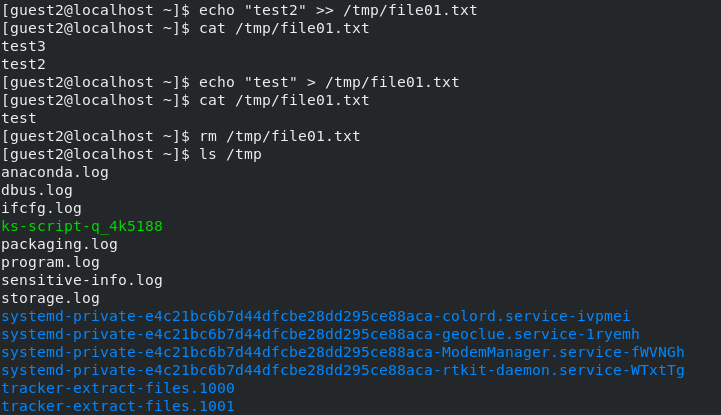 [guest2@localhost ~]$ echo "test2" >> /tmp/file01.txt
[guest2@localhost ~]$ cat /tmp/file01.txt
test3
test2
[guest2@localhost ~]$ echo "test" > /tmp/file01.txt
[guest2@localhost ~]$ cat /tmp/file01.txt
test
[guest2@localhost ~]$ rm /tmp/file01.txt
[guest2@localhost ~]$ ls /tmp
anaconda.log
dbus.log
ifcfg.log
ks-script-q_4k5188
packaging.log
program.log
sensitive-info.log
storage.log
systemd-private-e4c21bc6b7d44dfcbe28dd295ce88aca-colord.service-ivpmei
systemd-private-e4c21bc6b7d44dfcbe28dd295ce88aca-geoclue.service-1ryemh
systemd-private-e4c21bc6b7d44dfcbe28dd295ce88aca-ModemManager.service-fWVNGh
systemd-private-e4c21bc6b7d44dfcbe28dd295ce88aca-rtkit-daemon.service-WTxtTg
tracker-extract-files.1000
tracker-extract-files.1001